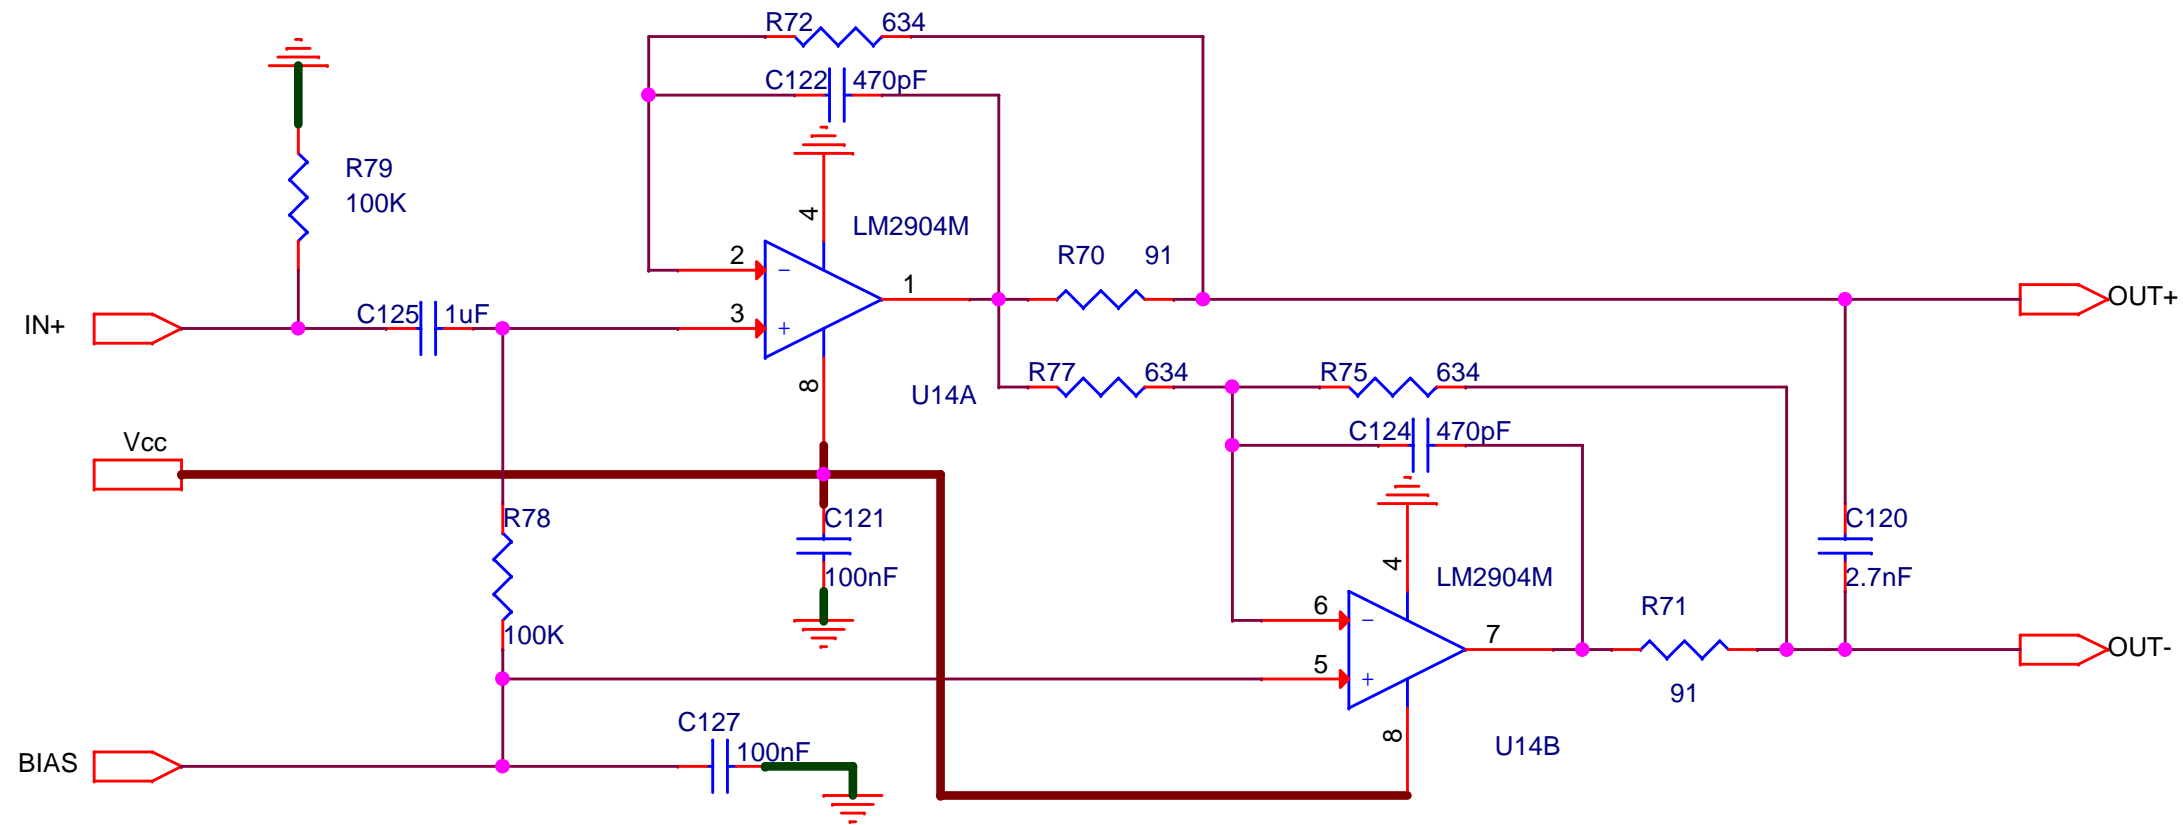 R72 634
C122 470pF
R79
100K
4
LM2904M
2
−
1
R70 91
OUT+
IN+
C125 1uF
3
+
8
U14A
R77 634
R75 634
C124 470pF
Vcc
R78
C121
100nF
C120
2.7nF
4
LM2904M
100K
6
−
7
R71
OUT-
5
+
91
C127
100nF
8
U14B
BIAS